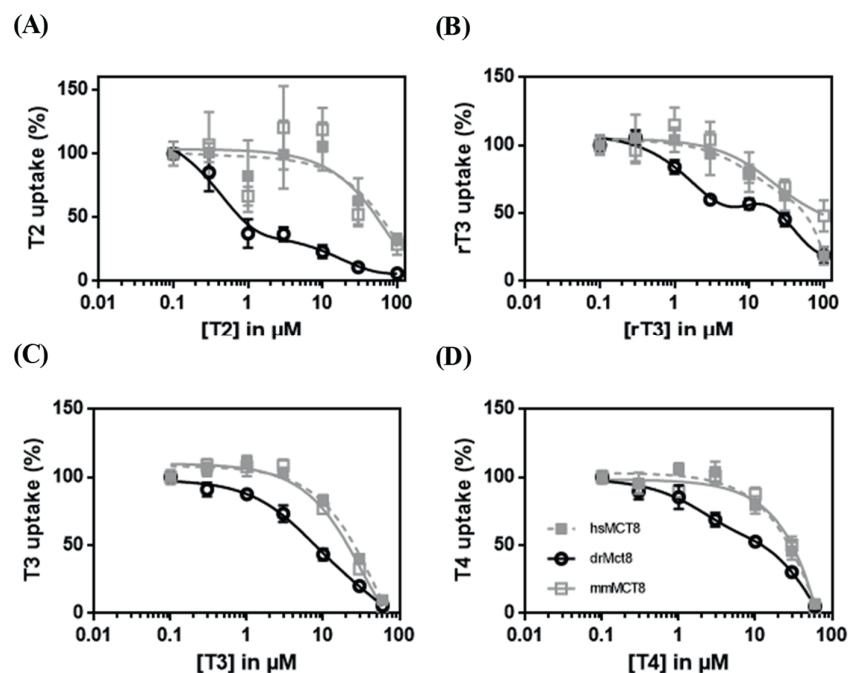 (A)
150
100
50
0
T2 uptake (%)
0.01
0.1
1
10
100
[T2] in µM
(B)
150
100
50
0
rT3 uptake (%)
0.01
0.1
1
10
100
[rT3] in µM
(C)
150
100
50
0
T3 uptake (%)
0.01
0.1
1
10
100
[T3] in µM
(D)
150
100
50
0
T4 uptake (%)
hsMCT8
drMct8
mmMCT8
0.01
0.1
1
10
100
[T4] in µM